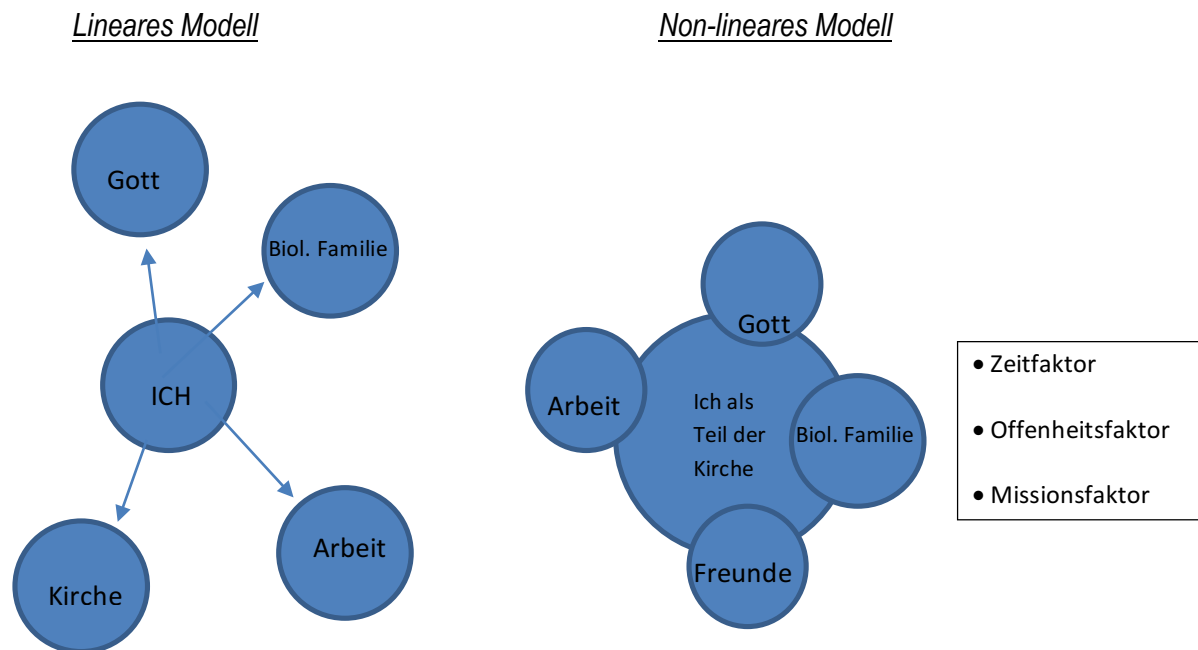 Lineares Modell
Gott
Biol. Familie
ICH
Kirche
Arbeit
Non-lineares Modell
Gott
Arbeit
Ich als
Teil der
Kirche
Biol. Familie
Freunde
• Zeitfaktor
• Offenheitsfaktor
• Missionsfaktor